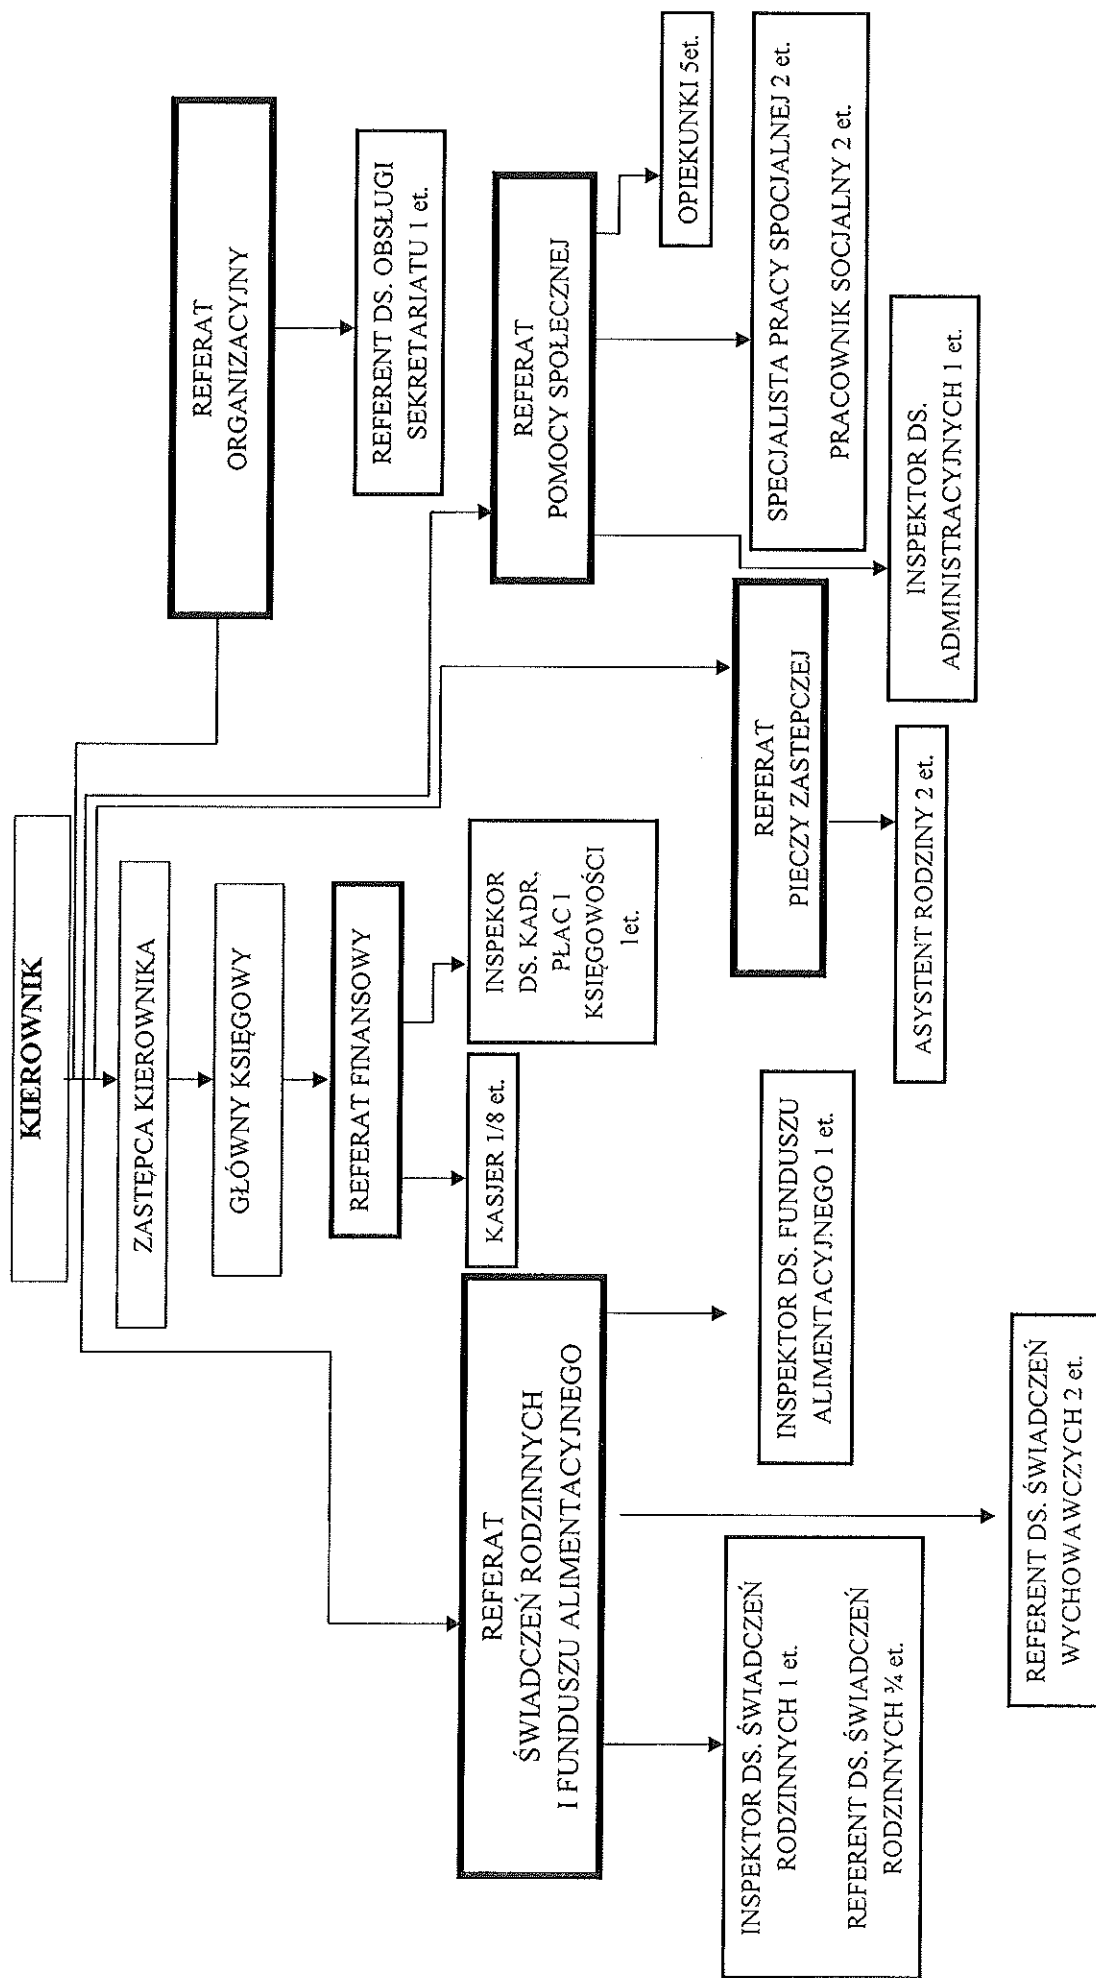 KIEROWNIK
ZASTĘPCA KIEROWNIKA
GŁÓWNY KSIĘGOWY
REFERAT FINANSOWY
KASJER 1/8 et.
INSPEKOR
DS. KADR,
PŁAC I
KSIĘGOWOŚCI
1et.
REFERAT
ORGANIZACYJNY
REFERENT DS. OBSŁUGI
SEKRETARIATU 1 et.
REFERAT
ŚWIADCZEŃ RODZINNYCH
I FUNDUSZU ALIMENTACYJNEGO
INSPEKTOR DS. ŚWIADCZEŃ
RODZINNYCH 1 et.
REFERENT DS. ŚWIADCZEŃ
RODZINNYCH ¾ et.
REFERENT DS. ŚWIADCZEŃ
WYCHOWAWCZYCH 2 et.
INSPEKTOR DS. FUNDUSZU
ALIMENTACYJNEGO 1 et.
REFERAT
PIECZY ZASTEPCZEJ
ASYSTENT RODZINY 2 et.
REFERAT
POMOCY SPOŁECZNEJ
OPIEKUNKI 5et.
SPECJALISTA PRACY SPOCJALNEJ 2 et.
PRACOWNIK SOCJALNY 2 et.
INSPEKTOR DS.
ADMINISTRACYJNYCH 1 et.